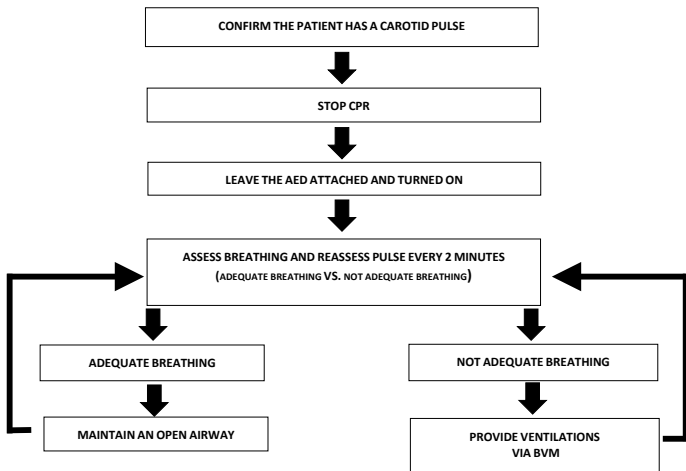 CONFIRM THE PATIENT HAS A CAROTID PULSE
STOP CPR
LEAVE THE AED ATTACHED AND TURNED ON
ASSESS BREATHING AND REASSESS PULSE EVERY 2 MINUTES
(ADEQUATE BREATHING VS. NOT ADEQUATE BREATHING)
ADEQUATE BREATHING
NOT ADEQUATE BREATHING
MAINTAIN AN OPEN AIRWAY
PROVIDE VENTILATIONS
VIA BVM